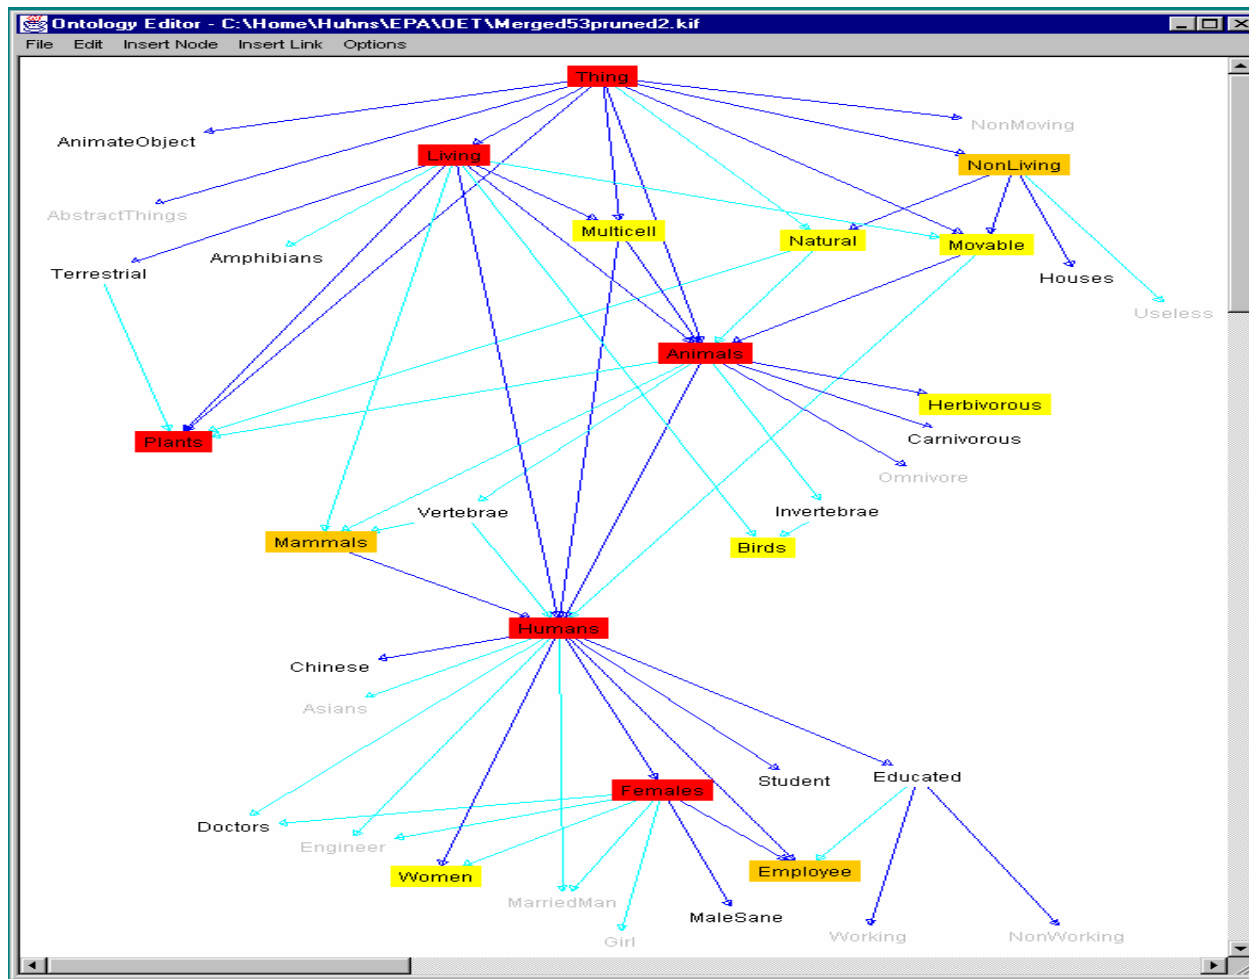 Ontology Editor - C:\Home\Huhns\EPA\OET\Merged53pruned2.kif
File Edit Insert Node Insert Link Options
Thing
NonMoving
AnimateObject
Living
NonLiving
AbstractThings
Multicell
Natural
Movable
Amphibians
Terrestrial
Houses
Useless
Animals
Herbivorous
Plants
Carnivorous
Omnivore
Vertebrae
Invertebrae
Mammals
Birds
Humans
Chinese
Asians
Student
Educated
Females
Doctors
Engineer
Women
Employee
MarriedMan
MaleSane
Girl
Working
NonWorking